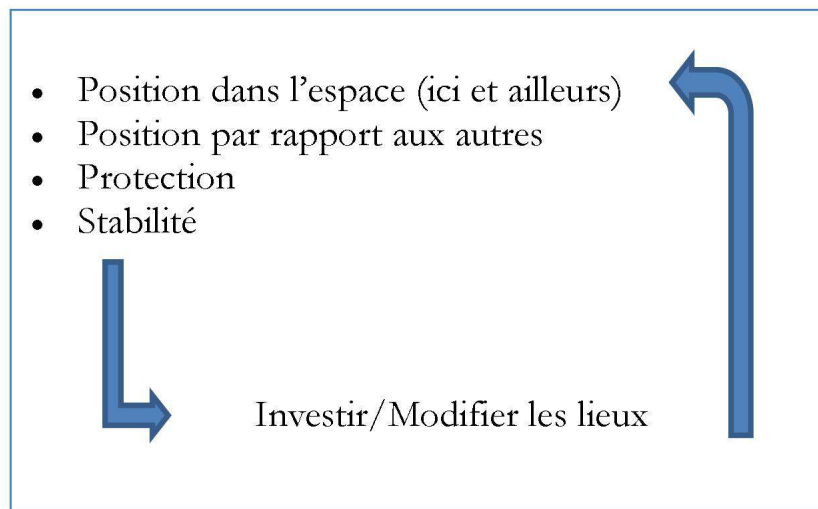 • Position dans l’espace (ici et ailleurs)
• Position par rapport aux autres
• Protection
• Stabilité
Investir/Modifier les lieux